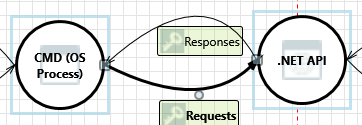 Responses
CMD (OS
Process)
.NET API
Requests